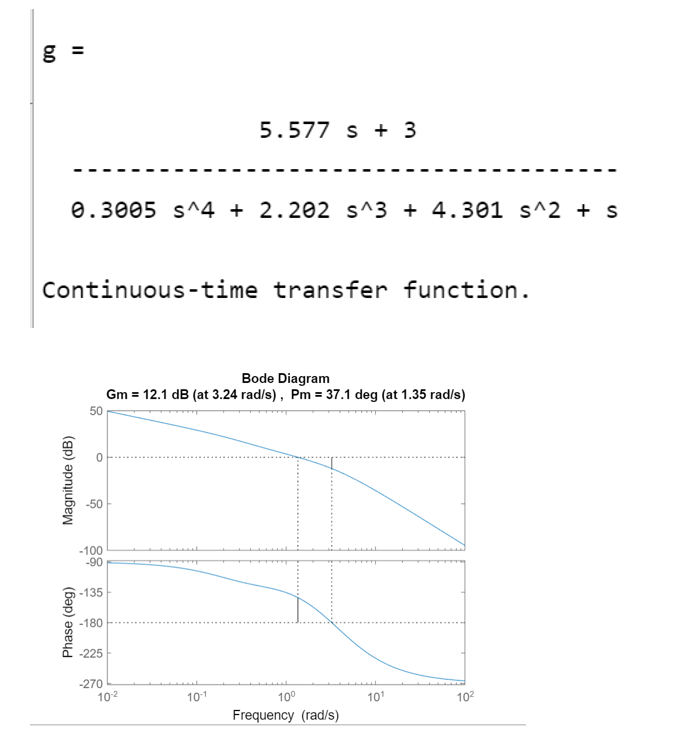 g =
5.577 s + 3
--------------------------------------
0.3005 s^4 + 2.202 s^3 + 4.301 s^2 + s
Continuous-time transfer function.
Bode Diagram
Gm = 12.1 dB (at 3.24 rad/s) ,  Pm = 37.1 deg (at 1.35 rad/s)
Magnitude (dB)
50
0
-50
-100
Phase (deg)
-90
-135
-180
-225
-270
10^-2 10^-1 10^0 10^1 10^2
Frequency (rad/s)